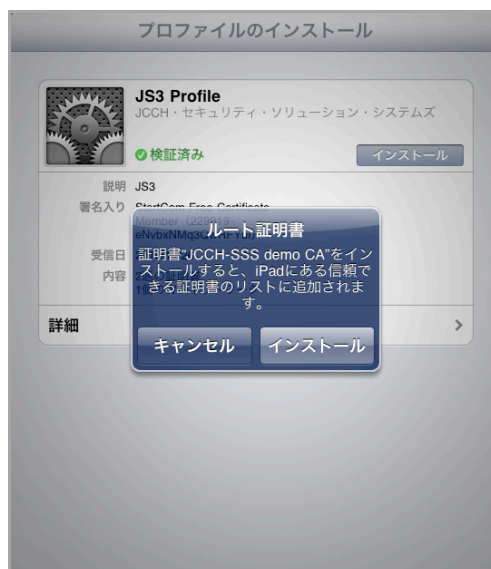 プロファイルのインストール
JS3 Profile
JCCH・セキュリティ・ソリューション・システムズ
検証済み
インストール
説明 JS3
署名入り StartCom Free Certificate
Member (229919-
ルート証明書
受信日
証明書“JCCH-SSS demo CA”をイン
ストールすると、iPadにある信頼で
きる証明書のリストに追加されま
す。
内容
詳細
キャンセル インストール